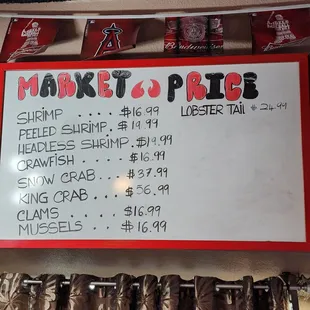 Budweiser
MARKET PRICE
SHRIMP .... $16.99
PEELED SHRIMP. $19.99
HEADLESS SHRIMP. $19.99
CRAWFISH .... $16.99
SNOW CRAB... $37.99
KING CRAB... $56.99
CLAMS .... $16.99
MUSSELS .... $16.99
LOBSTER TAIL $24.99